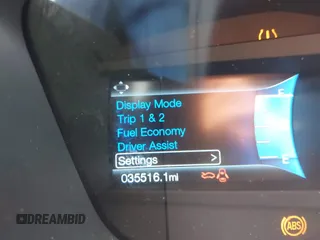 Display Mode
Trip 1 & 2
Fuel Economy
Driver Assist
Settings >
035516.1mi
F
E
ABS
DREAMBID